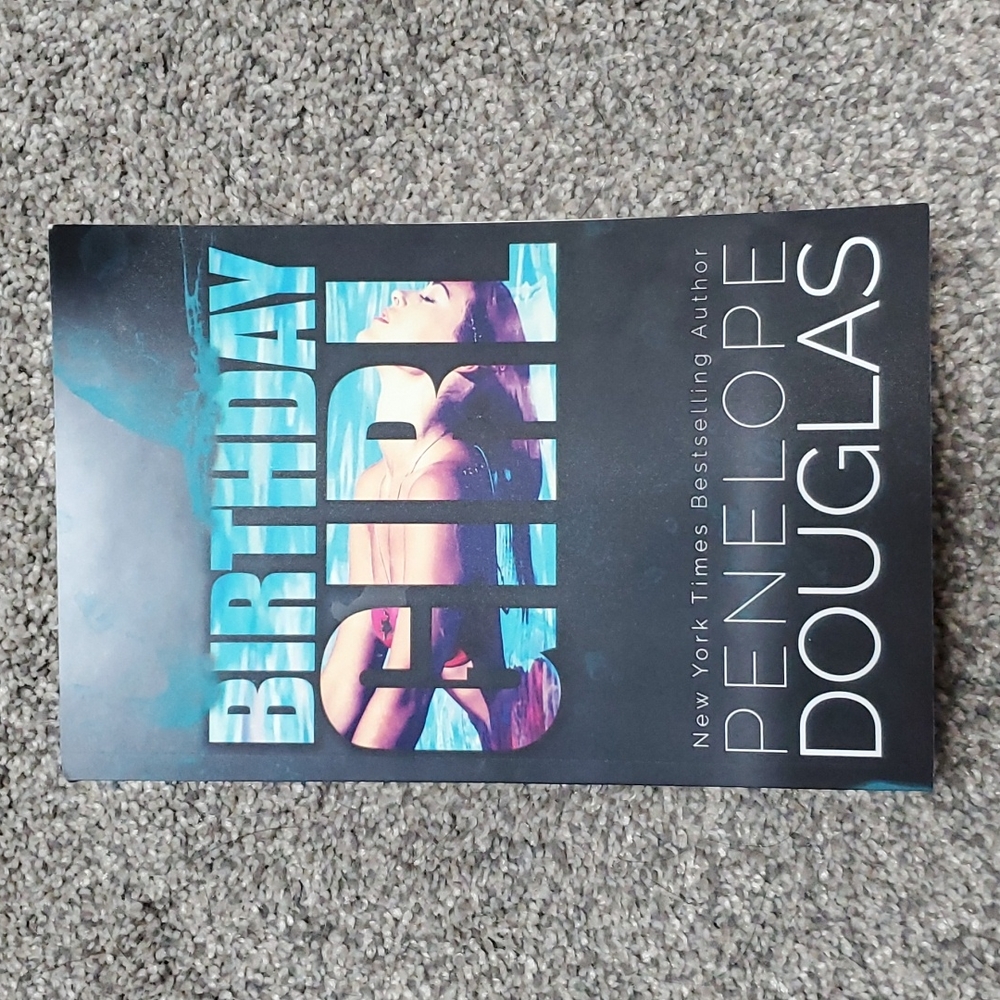 BIRTHDAY
GIRL
New York Times Bestselling Author
PENELOPE
DOUGLAS